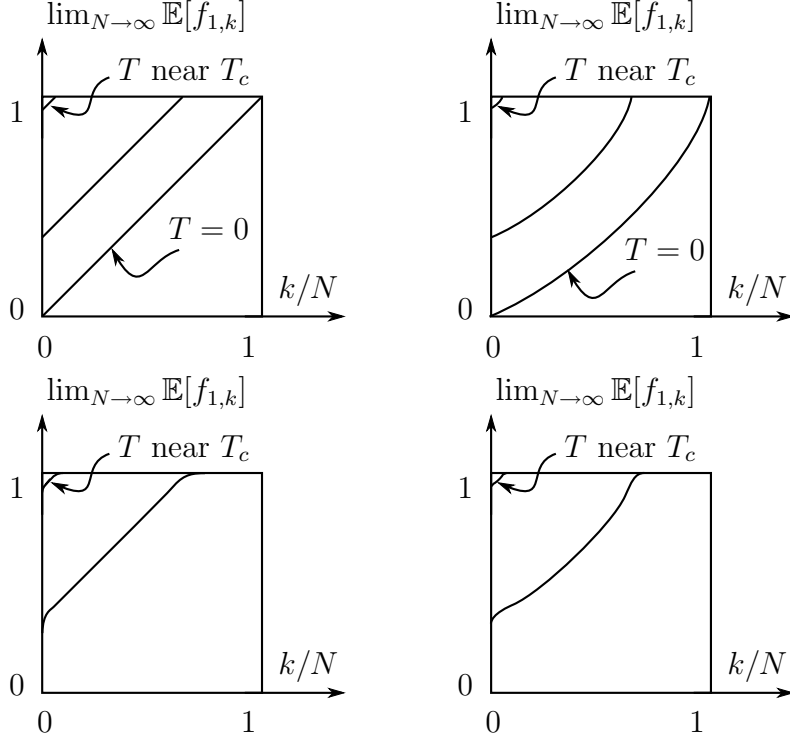 lim_{N→∞} 𝔼[f_{1,k}]
T near T_c
1
T = 0
k/N
0
0
1
lim_{N→∞} 𝔼[f_{1,k}]
T near T_c
1
T = 0
k/N
0
0
1
lim_{N→∞} 𝔼[f_{1,k}]
T near T_c
1
k/N
0
0
1
lim_{N→∞} 𝔼[f_{1,k}]
T near T_c
1
k/N
0
0
1